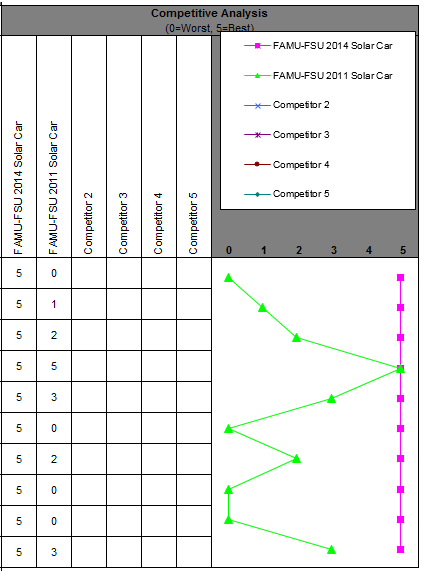 Competitive Analysis
(0=Worst, 5=Best)
FAMU-FSU 2014 Solar Car
FAMU-FSU 2011 Solar Car
Competitor 2
Competitor 3
Competitor 4
Competitor 5
FAMU-FSU 2014 Solar Car
FAMU-FSU 2011 Solar Car
Competitor 2
Competitor 3
Competitor 4
Competitor 5
0 1 2 3 4 5
5 0
5 1
5 2
5 5
5 3
5 0
5 2
5 0
5 0
5 3